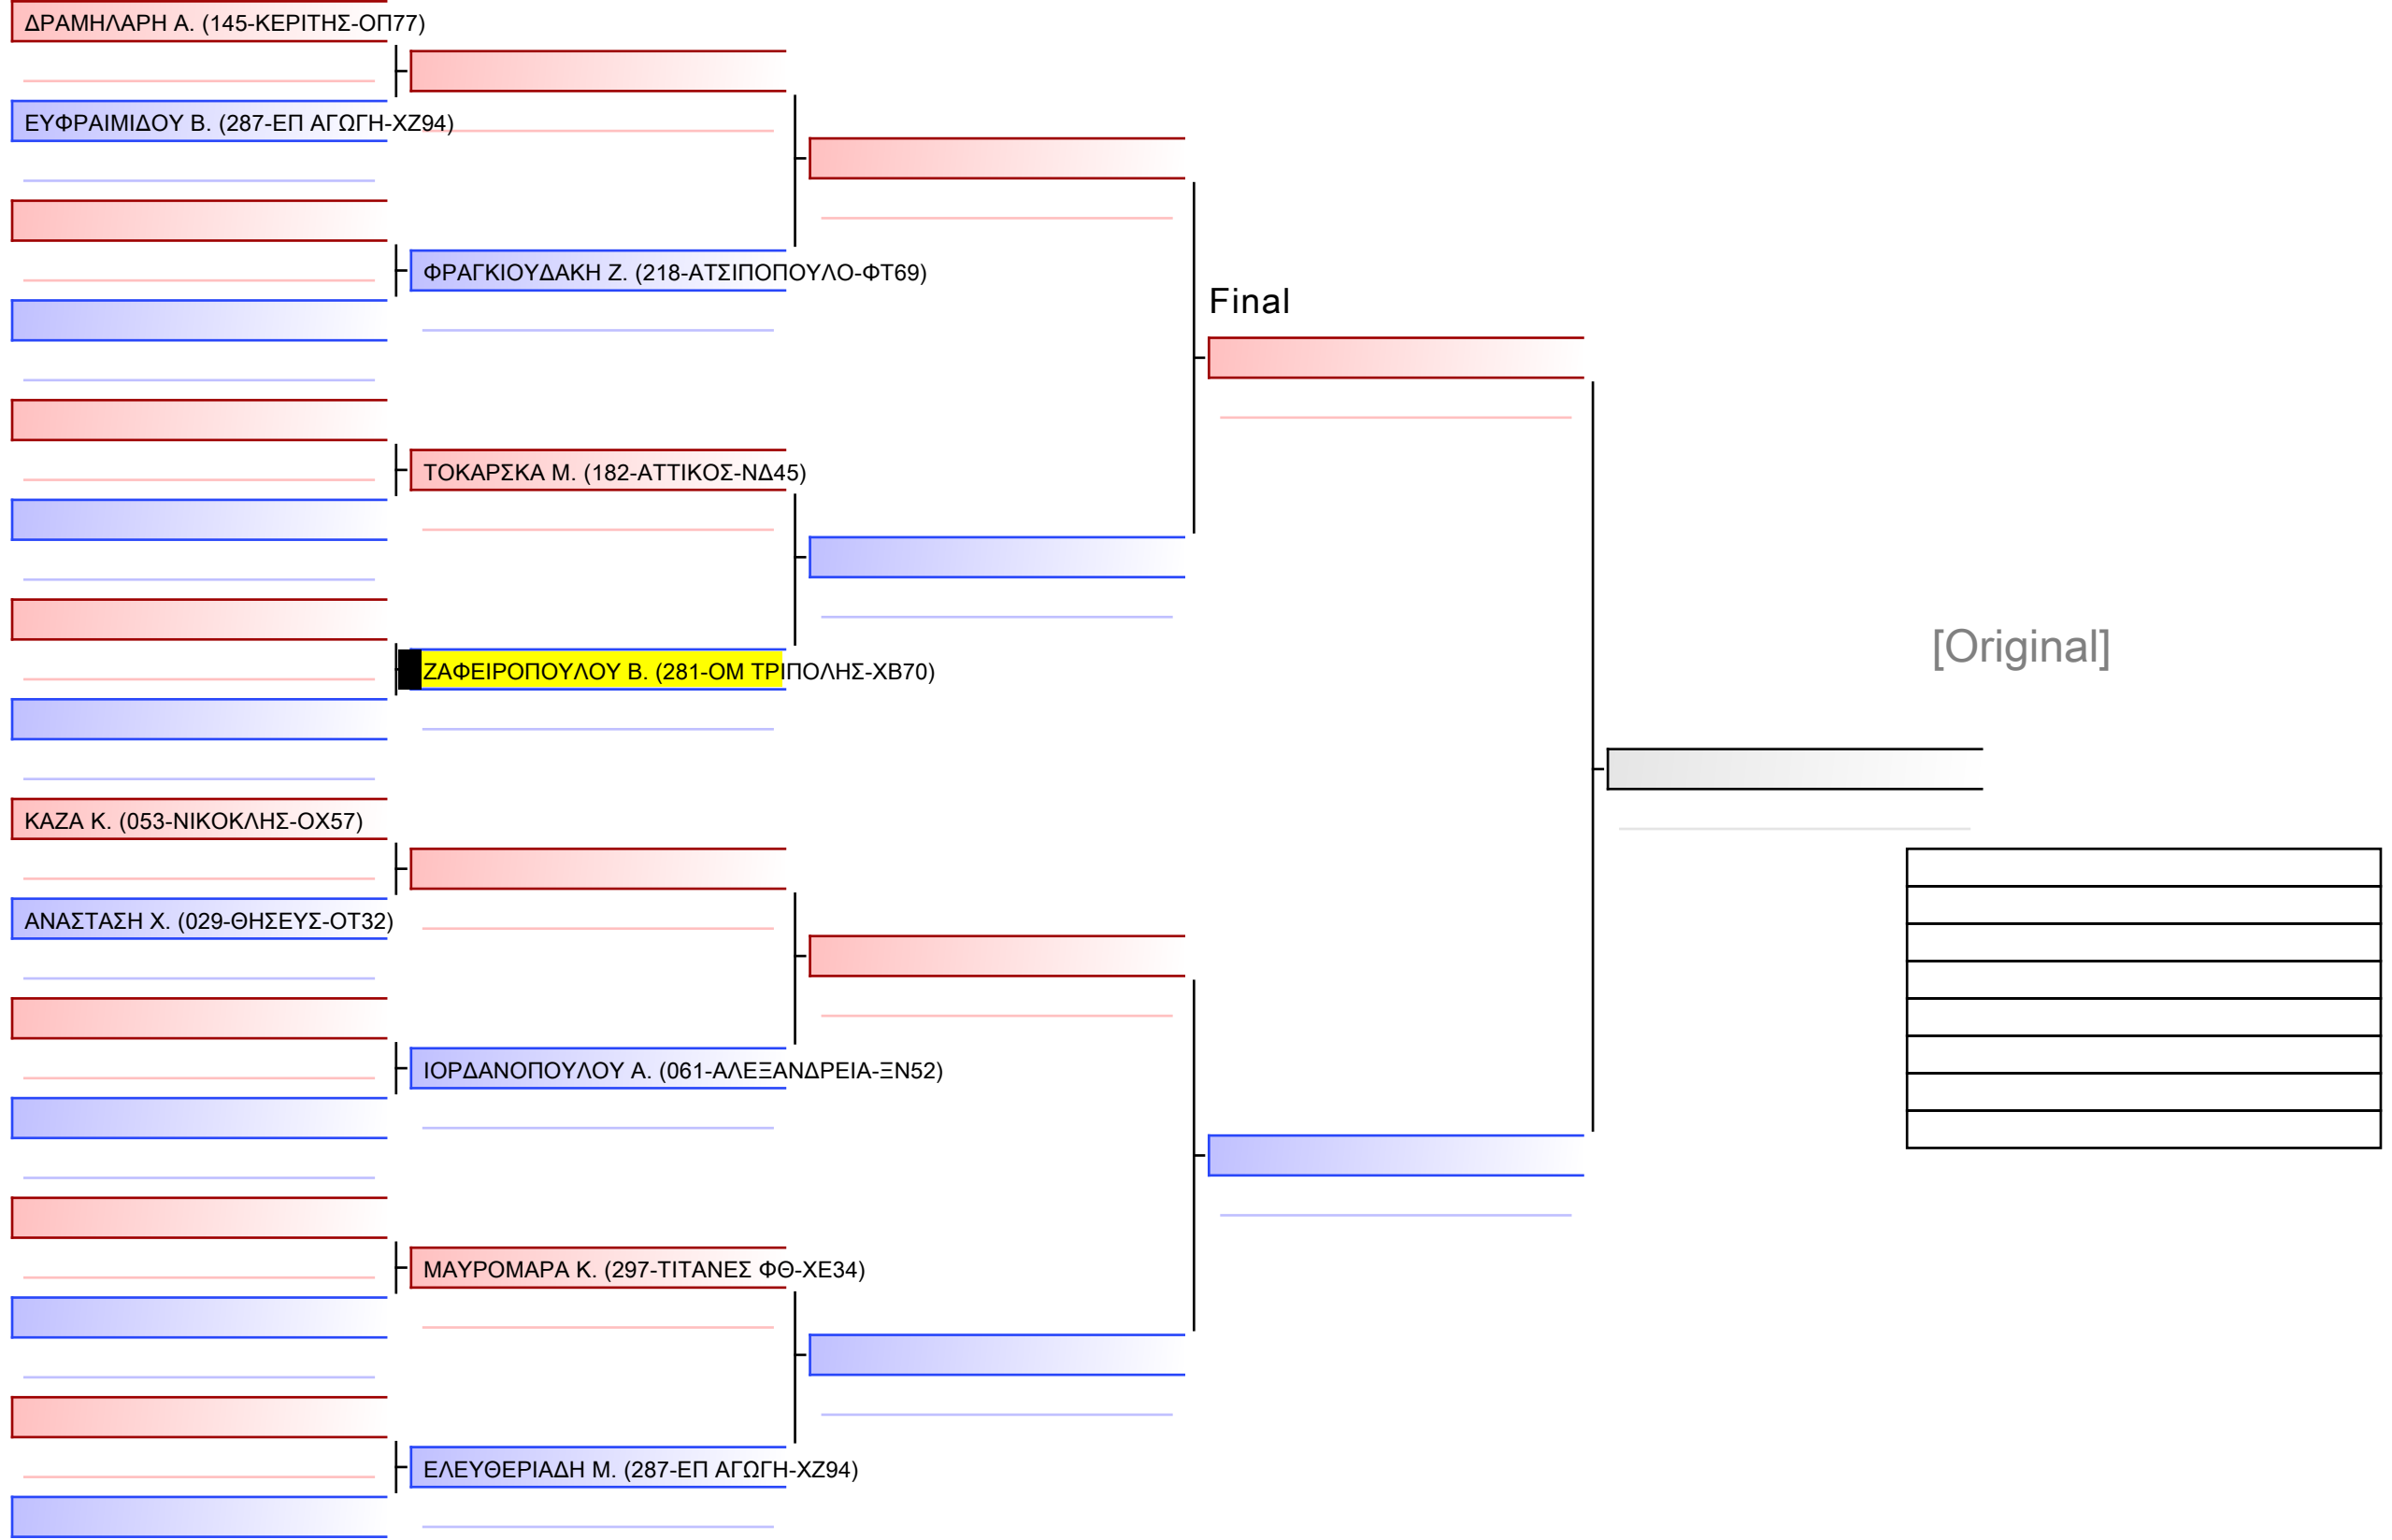 ΔΡΑΜΗΛΑΡΗ Α. (145-ΚΕΡΙΤΗΣ-ΟΠ77)
ΕΥΦΡΑΙΜΙΔΟΥ Β. (287-ΕΠ ΑΓΩΓΗ-ΧΖ94)
ΦΡΑΓΚΙΟΥΔΑΚΗ Ζ. (218-ΑΤΣΙΠΟΠΟΥΛΟ-ΦΤ69)
Final
ΤΟΚΑΡΣΚΑ Μ. (182-ΑΤΤΙΚΟΣ-ΝΔ45)
[Original]
ΖΑΦΕΙΡΟΠΟΥΛΟΥ Β. (281-ΟΜ ΤΡΙΠΟΛΗΣ-ΧΒ70)
ΚΑΖΑ Κ. (053-ΝΙΚΟΚΛΗΣ-ΟΧ57)
ΑΝΑΣΤΑΣΗ Χ. (029-ΘΗΣΕΥΣ-ΟΤ32)
ΙΟΡΔΑΝΟΠΟΥΛΟΥ Α. (061-ΑΛΕΞΑΝΔΡΕΙΑ-ΞΝ52)
ΜΑΥΡΟΜΑΡΑ Κ. (297-ΤΙΤΑΝΕΣ ΦΘ-ΧΕ34)
ΕΛΕΥΘΕΡΙΑΔΗ Μ. (287-ΕΠ ΑΓΩΓΗ-ΧΖ94)